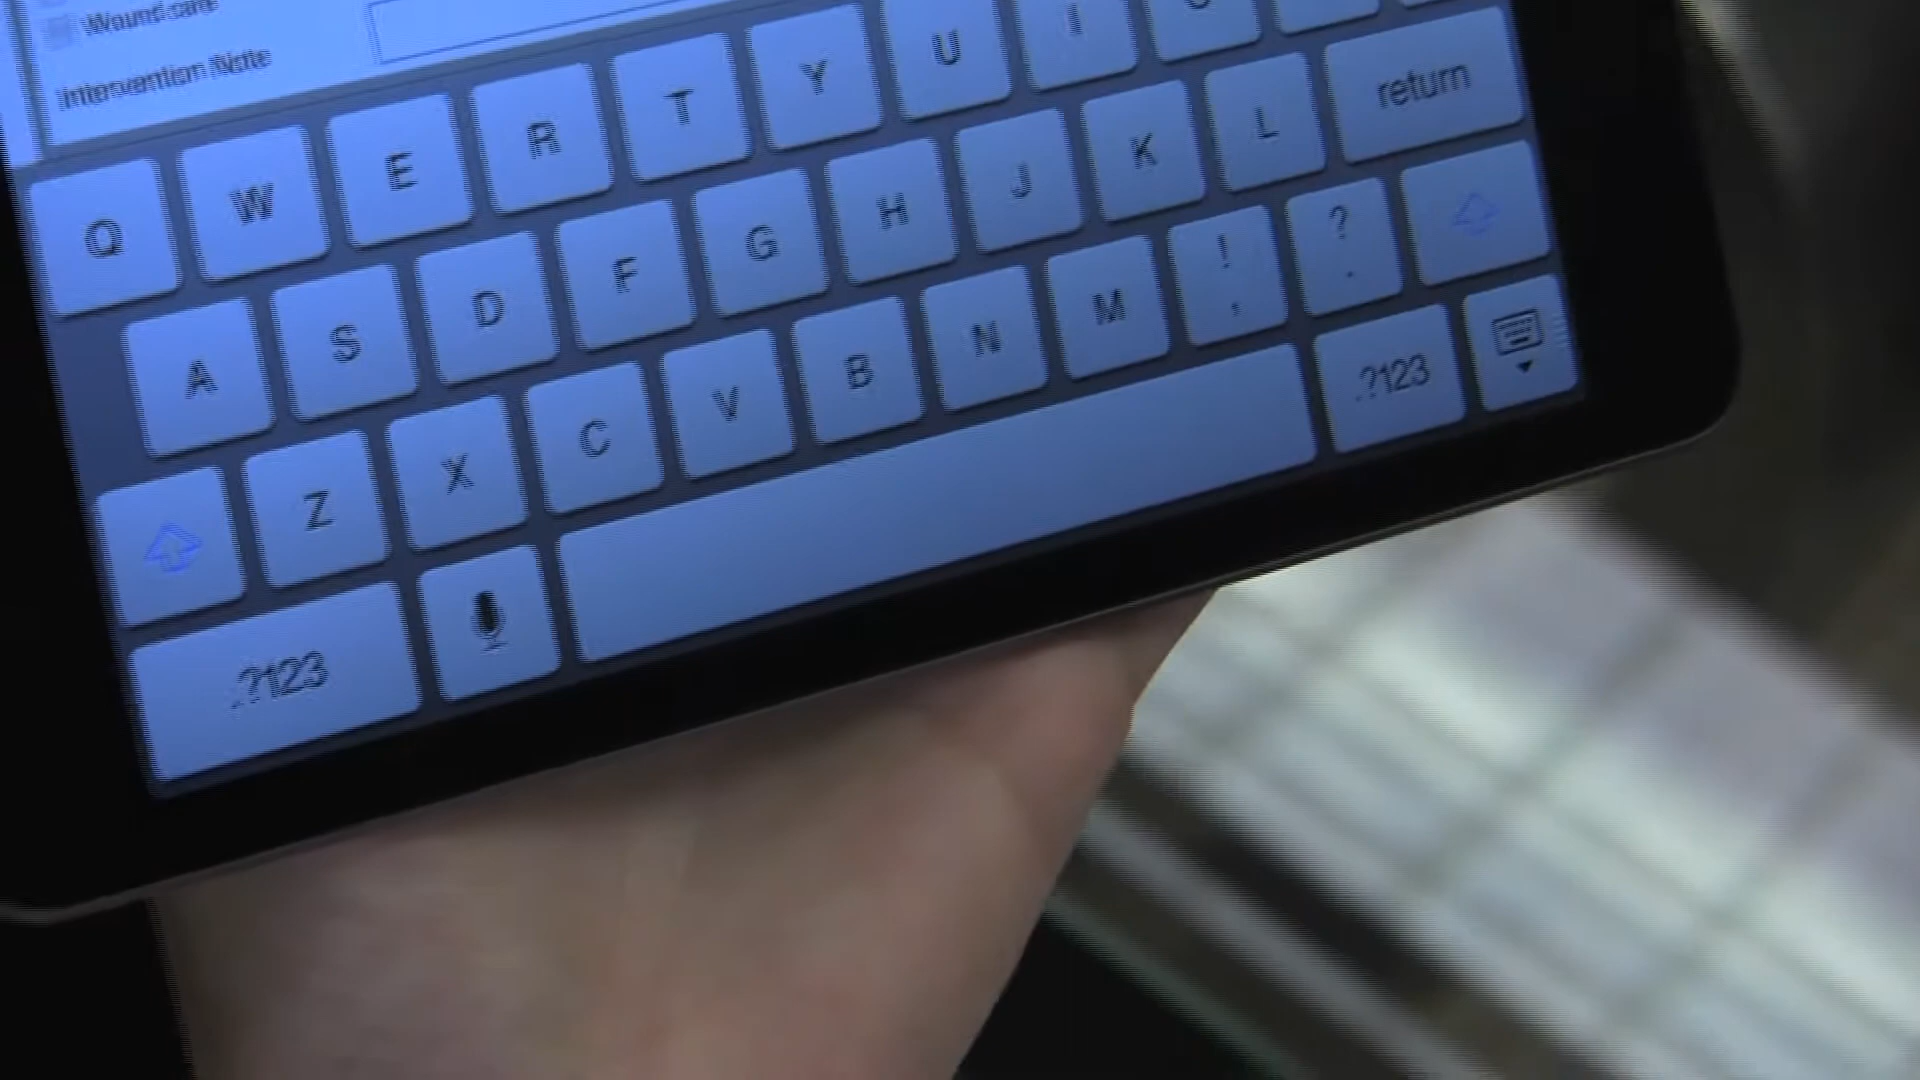 Wound care
Intervention Note
Q W E R T Y U I
A S D F G H J K L return
Z X C V B N M ! , ? .
.?123 .?123